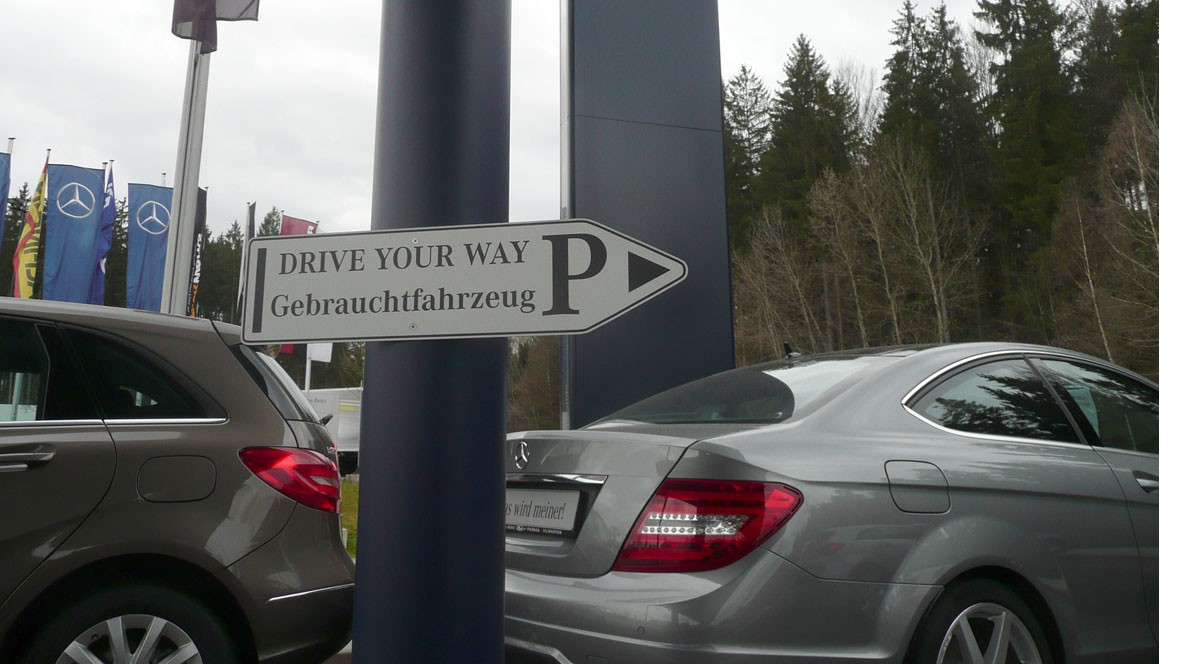 DRIVE YOUR WAY
Gebrauchtfahrzeug
P
s wird meiner!